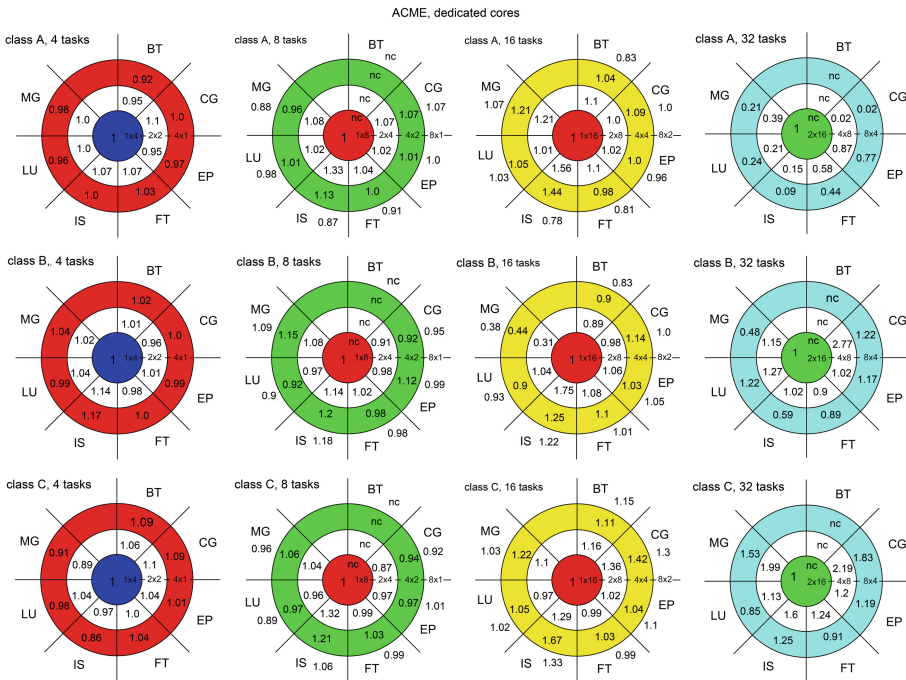 ACME, dedicated cores
class A, 4 tasks
BT
0.92
MG
0.98
1.0
0.95
CG
1.0
1.1
1
1x4
2x2
4x1
1.0
0.95
0.96
0.97
LU
1.07
1.07
EP
1.0
1.03
IS
FT
class A, 8 tasks
BT
nc
nc
MG
0.88
0.96
1.08
nc
nc
CG
1.07
1.07
1.07
1
1x8
2x4
4x2
8x1
1.02
1.02
1.01
1.01
1.0
LU
0.98
1.33
1.04
EP
1.13
1.0
IS
0.87
FT
0.91
class A, 16 tasks
BT
0.83
1.04
MG
1.07
1.21
1.21
1.1
CG
1.0
1.09
1.0
1
1x16
2x8
4x4
8x2
1.01
1.02
1.05
1.0
0.96
LU
1.03
1.56
1.1
EP
1.44
0.98
IS
0.78
FT
0.81
class A, 32 tasks
BT
nc
MG
0.21
0.39
nc
nc
CG
0.02
0.02
1
2x16
4x8
8x4
0.21
0.87
0.24
0.77
LU
0.15
0.58
EP
0.09
0.44
IS
FT
class B,, 4 tasks
BT
1.02
MG
1.04
1.02
1.01
CG
1.0
0.96
1
1x4
2x2
4x1
1.04
1.01
0.99
0.99
LU
1.14
0.98
EP
1.17
1.0
IS
FT
class B, 8 tasks
BT
nc
nc
MG
1.09
1.15
1.08
nc
CG
0.95
0.92
0.91
1
1x8
2x4
4x2
8x1
0.97
0.98
0.92
1.12
0.99
LU
0.9
1.14
1.02
EP
1.2
0.98
IS
1.18
FT
0.98
class B, 16 tasks
BT
0.83
0.9
MG
0.38
0.44
0.31
0.89
CG
1.0
1.14
0.98
1
1x16
2x8
4x4
8x2
1.04
1.06
0.9
1.03
1.05
LU
0.93
1.75
1.08
EP
1.25
1.1
IS
1.22
FT
1.01
class B, 32 tasks
BT
nc
MG
0.48
1.15
nc
CG
1.22
2.77
1
2x16
4x8
8x4
1.27
1.02
1.22
1.17
LU
1.02
0.9
EP
0.59
0.89
IS
FT
class C, 4 tasks
BT
1.09
MG
0.91
0.89
1.06
CG
1.09
1.1
1
1x4
2x2
4x1
1.04
1.04
0.98
1.01
LU
0.97
1.0
EP
0.86
1.04
IS
FT
class C, 8 tasks
BT
nc
nc
MG
0.96
1.06
1.04
nc
CG
0.92
0.94
0.87
1
1x8
2x4
4x2
8x1
0.96
0.97
0.97
0.97
1.01
LU
0.89
1.32
0.99
EP
1.21
1.03
IS
1.06
FT
0.99
class C, 16 tasks
BT
1.15
1.11
MG
1.03
1.22
1.1
1.16
CG
1.3
1.42
1.36
1
1x16
2x8
4x4
8x2
0.97
1.02
1.05
1.04
1.1
LU
1.02
1.29
0.99
EP
1.67
1.03
IS
1.33
FT
0.99
class C, 32 tasks
BT
nc
MG
1.53
1.99
nc
CG
1.83
2.19
1
2x16
4x8
8x4
1.13
1.2
0.85
1.19
LU
1.6
1.24
EP
1.25
0.91
IS
FT